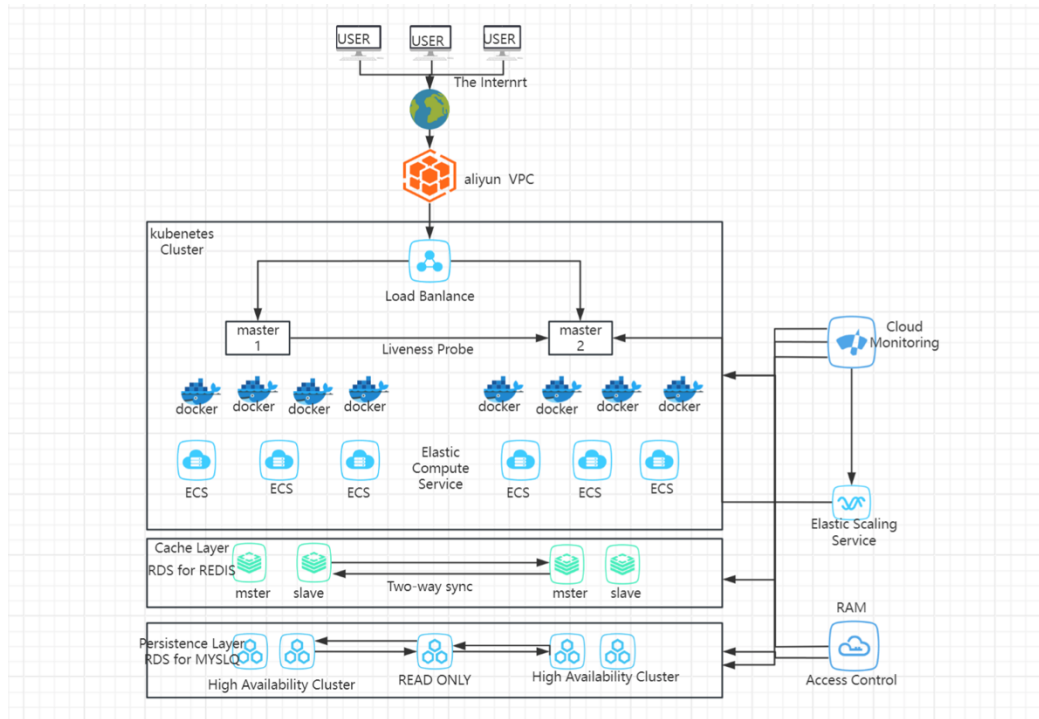 USER
USER
USER
The Internrt
aliyun VPC
kubenetes
Cluster
Load Banlance
master
1
Liveness Probe
master
2
docker
docker
docker
docker
docker
docker
docker
docker
ECS
ECS
ECS
Elastic
Compute
Service
ECS
ECS
ECS
Cloud
Monitoring
Elastic Scaling
Service
Cache Layer
RDS for REDIS
mster
slave
Two-way sync
mster
slave
Persistence Layer
RDS for MYSLQ
High Availability Cluster
READ ONLY
High Availability Cluster
RAM
Access Control